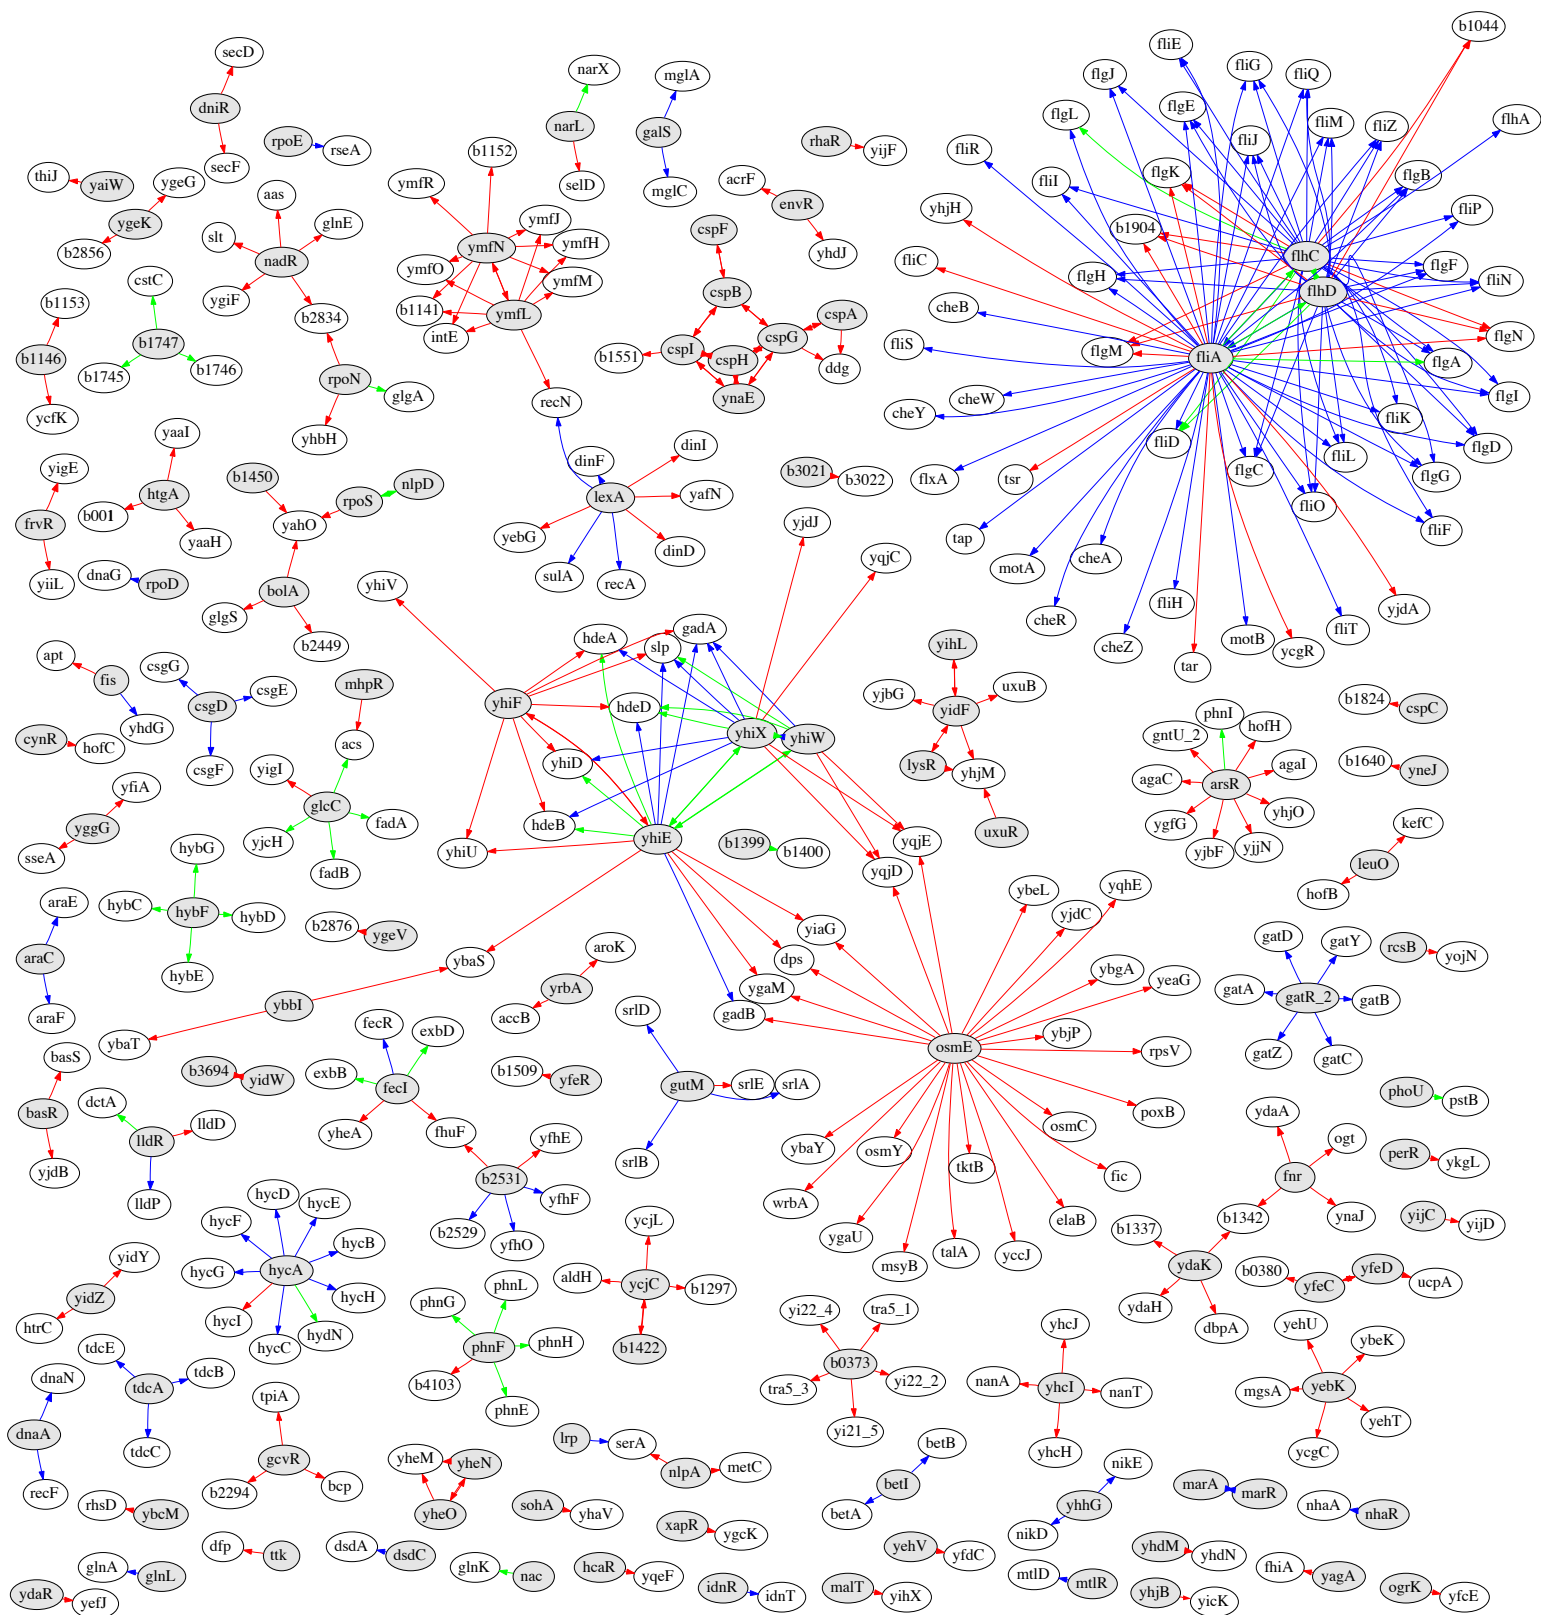 secD
dniR
secF
rpoE
rseA
thiJ
yaiW
ygeG
ygeK
b2856
aas
slt
glnE
nadR
ygiF
b2834
cstC
b1747
b1745
b1746
b1153
b1146
ycfK
rpoN
glgA
yhbH
narX
narL
selD
mglA
galS
mglC
rhaR
yijF
acrF
envR
yhdJ
b1152
ymfR
ymfJ
ymfN
ymfH
ymfO
ymfM
b1141
ymfL
intE
recN
cspF
cspB
cspA
cspG
cspI
cspH
b1551
ddg
ynaE
b1044
fliE
fliG
fliQ
flgJ
flgE
fliM
fliZ
flhA
flgL
fliJ
fliR
flgK
flgB
fliI
fliP
yhjH
b1904
flhC
fliC
flgH
flgF
fliN
flhD
cheB
flgN
fliS
flgM
fliA
flgA
cheW
flgI
cheY
fliK
fliD
flgD
fliL
flgC
flgG
flxA
tsr
fliO
fliF
tap
motA
cheA
fliH
cheR
cheZ
tar
motB
ycgR
fliT
yjdA
yaaI
htgA
b001
yaaH
yigE
frvR
yiiL
b1450
rpoS
nlpD
yahO
dnaG
rpoD
bolA
glgS
b2449
dinI
dinF
lexA
yafN
yebG
dinD
sulA
recA
b3021
b3022
yjdJ
yqjC
yhiV
hdeA
gadA
slp
yhiF
hdeD
yhiX
yhiW
yhiD
hdeB
yhiE
yhiU
yqjE
yqjD
b1399
b1400
yihL
yjbG
uxuB
yidF
lysR
yhjM
uxuR
apt
fis
yhdG
csgG
csgE
csgD
csgF
mhpR
acs
cynR
hofC
yigI
glcC
fadA
yjcH
fadB
yfiA
yggG
sseA
hybG
hybC
hybF
hybD
hybE
b2876
ygeV
araE
araC
araF
ybaS
ybbI
ybaT
aroK
yrbA
accB
yiaG
dps
ygaM
gadB
ybeL
yjdC
yqhE
ybgA
yeaG
ybjP
osmE
rpsV
poxB
osmC
ybaY
osmY
tktB
fic
wrbA
elaB
ygaU
msyB
talA
yccJ
phnI
gntU_2
hofH
agaC
agaI
arsR
ygfG
yhjO
yjbF
yjjN
b1824
cspC
b1640
yneJ
kefC
leuO
hofB
gatD
gatY
rcsB
yojN
gatA
gatR_2
gatB
gatZ
gatC
phoU
pstB
basS
basR
yjdB
b3694
yidW
dctA
lldD
lldR
lldP
fecR
exbD
exbB
fecI
yheA
fhuF
b1509
yfeR
yfhE
b2531
yfhF
b2529
yfhO
srlD
gutM
srlE
srlA
srlB
ydaA
ogt
fnr
ynaJ
perR
ykgL
b1337
b1342
yijC
yijD
ydaK
ydaH
dbpA
b0380
yfeD
yfeC
ucpA
hycD
hycE
hycF
hycB
hycG
hycA
hycH
hycI
hydN
hycC
yidY
yidZ
htrC
ycjL
aldH
ycjC
b1297
b1422
phnL
phnG
phnF
phnH
b4103
phnE
yi22_4
tra5_1
b0373
tra5_3
yi22_2
yi21_5
yhcJ
nanA
yhcI
nanT
yhcH
yehU
ybeK
mgsA
yebK
yehT
ycgC
tdcE
tdcB
tdcA
tdcC
dnaN
dnaA
recF
tpiA
gcvR
b2294
bcp
rhsD
ybcM
yheM
yheN
yheO
lrp
serA
nlpA
metC
sohA
yhaV
betB
betI
betA
nikE
yhhG
nikD
marA
marR
nhaA
nhaR
dfp
ttk
dsdA
dsdC
xapR
ygcK
yehV
yfdC
yhdM
yhdN
glnA
glnL
glnK
nac
hcaR
yqeF
idnR
idnT
malT
yihX
mtlD
mtlR
yhjB
yicK
fhiA
yagA
ogrK
yfcE
ydaR
yefJ